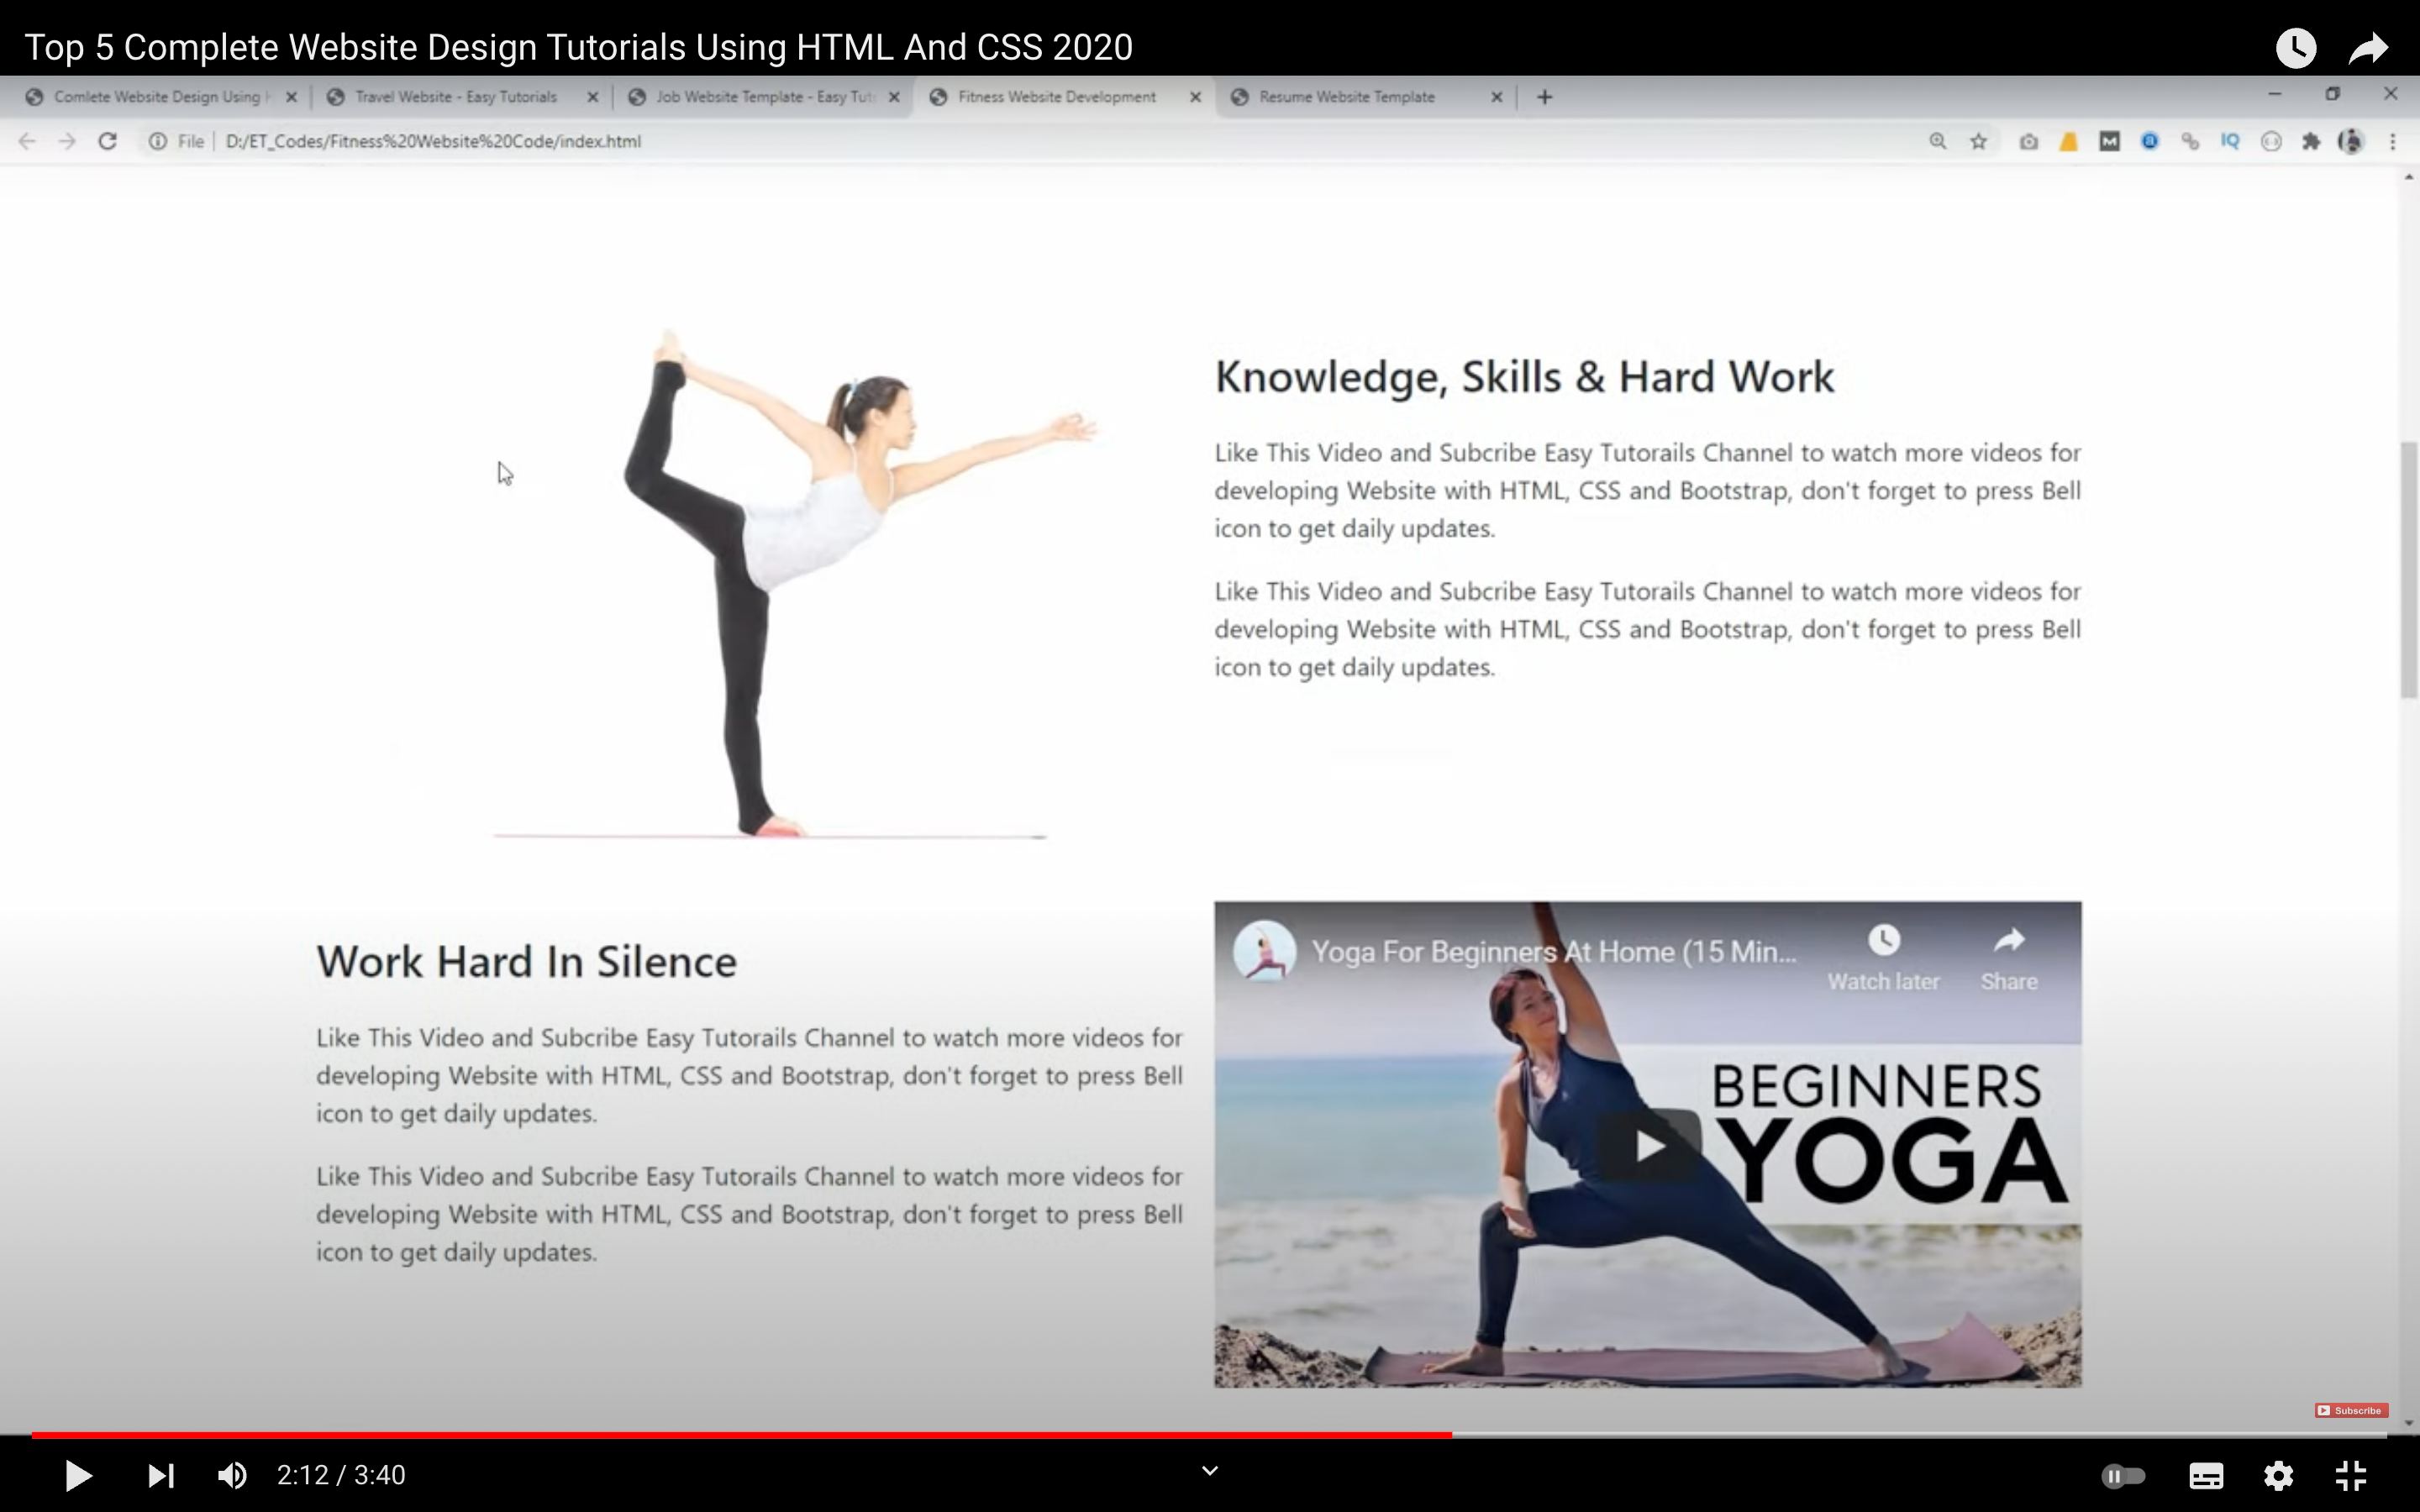 Top 5 Complete Website Design Tutorials Using HTML And CSS 2020
Comlete Website Design Using
Travel Website - Easy Tutorials
Job Website Template - Easy Tut
Fitness Website Development
Resume Website Template
File
D:/ET_Codes/Fitness%20Website%20Code/index.html
IQ
Knowledge, Skills & Hard Work
Like This Video and Subcribe Easy Tutorails Channel to watch more videos for
developing Website with HTML, CSS and Bootstrap, don't forget to press Bell
icon to get daily updates.
Like This Video and Subcribe Easy Tutorails Channel to watch more videos for
developing Website with HTML, CSS and Bootstrap, don't forget to press Bell
icon to get daily updates.
Work Hard In Silence
Like This Video and Subcribe Easy Tutorails Channel to watch more videos for
developing Website with HTML, CSS and Bootstrap, don't forget to press Bell
icon to get daily updates.
Like This Video and Subcribe Easy Tutorails Channel to watch more videos for
developing Website with HTML, CSS and Bootstrap, don't forget to press Bell
icon to get daily updates.
Yoga For Beginners At Home (15 Min...
Watch later
Share
BEGINNERS
YOGA
Subscribe
2:12 / 3:40